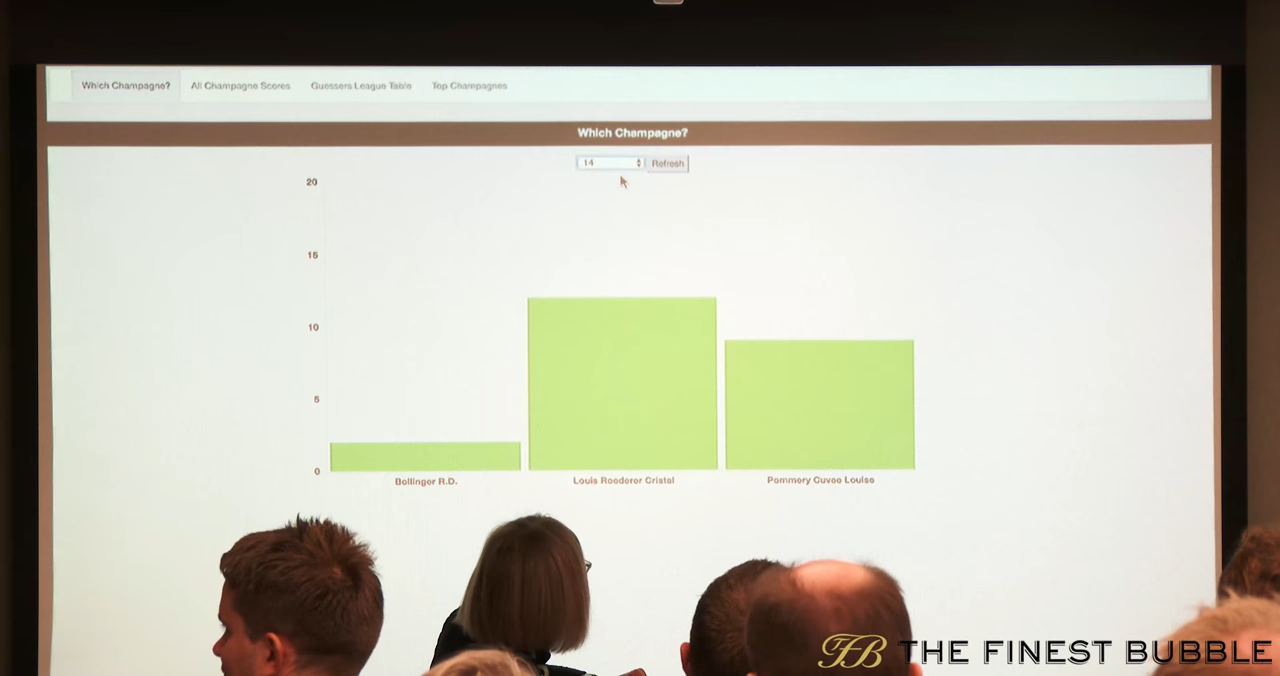 Which Champagne? All Champagne Scores Guessers League Table Top Champagnes
Which Champagne?
14 Refresh
20
15
10
5
0
Bollinger R.D. Louis Roederer Cristal Pommery Cuvee Louise
TFB THE FINEST BUBBLE